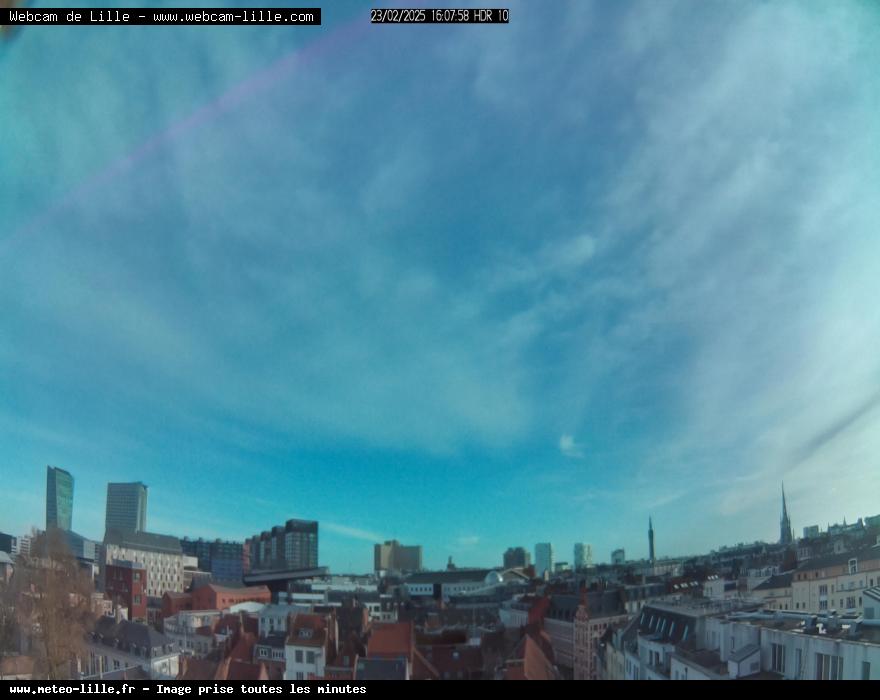 Webcam de Lille - www.webcam-lille.com
23/02/2025 16:07:58 HDR 10
www.meteo-lille.fr - Image prise toutes les minutes